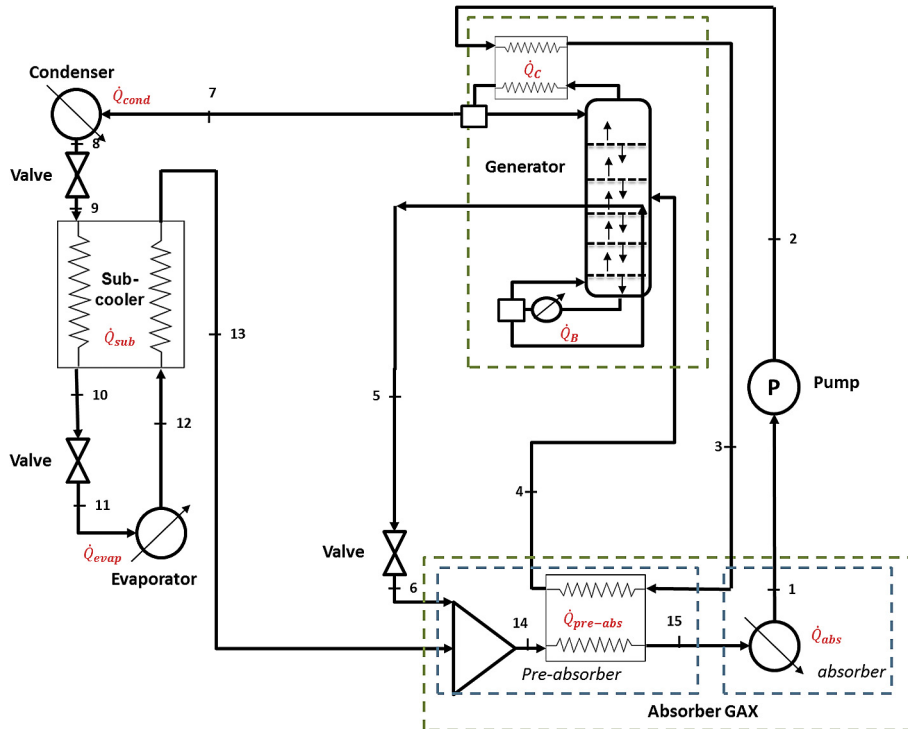 Condenser
Q̇cond
7
Q̇C
8
Valve
9
Generator
2
Sub-
cooler
Q̇sub
13
Q̇B
10
5
12
P
Pump
Valve
3
4
11
Q̇evap
Evaporator
Valve
6
1
14
Q̇pre−abs
15
Q̇abs
Pre-absorber
absorber
Absorber GAX